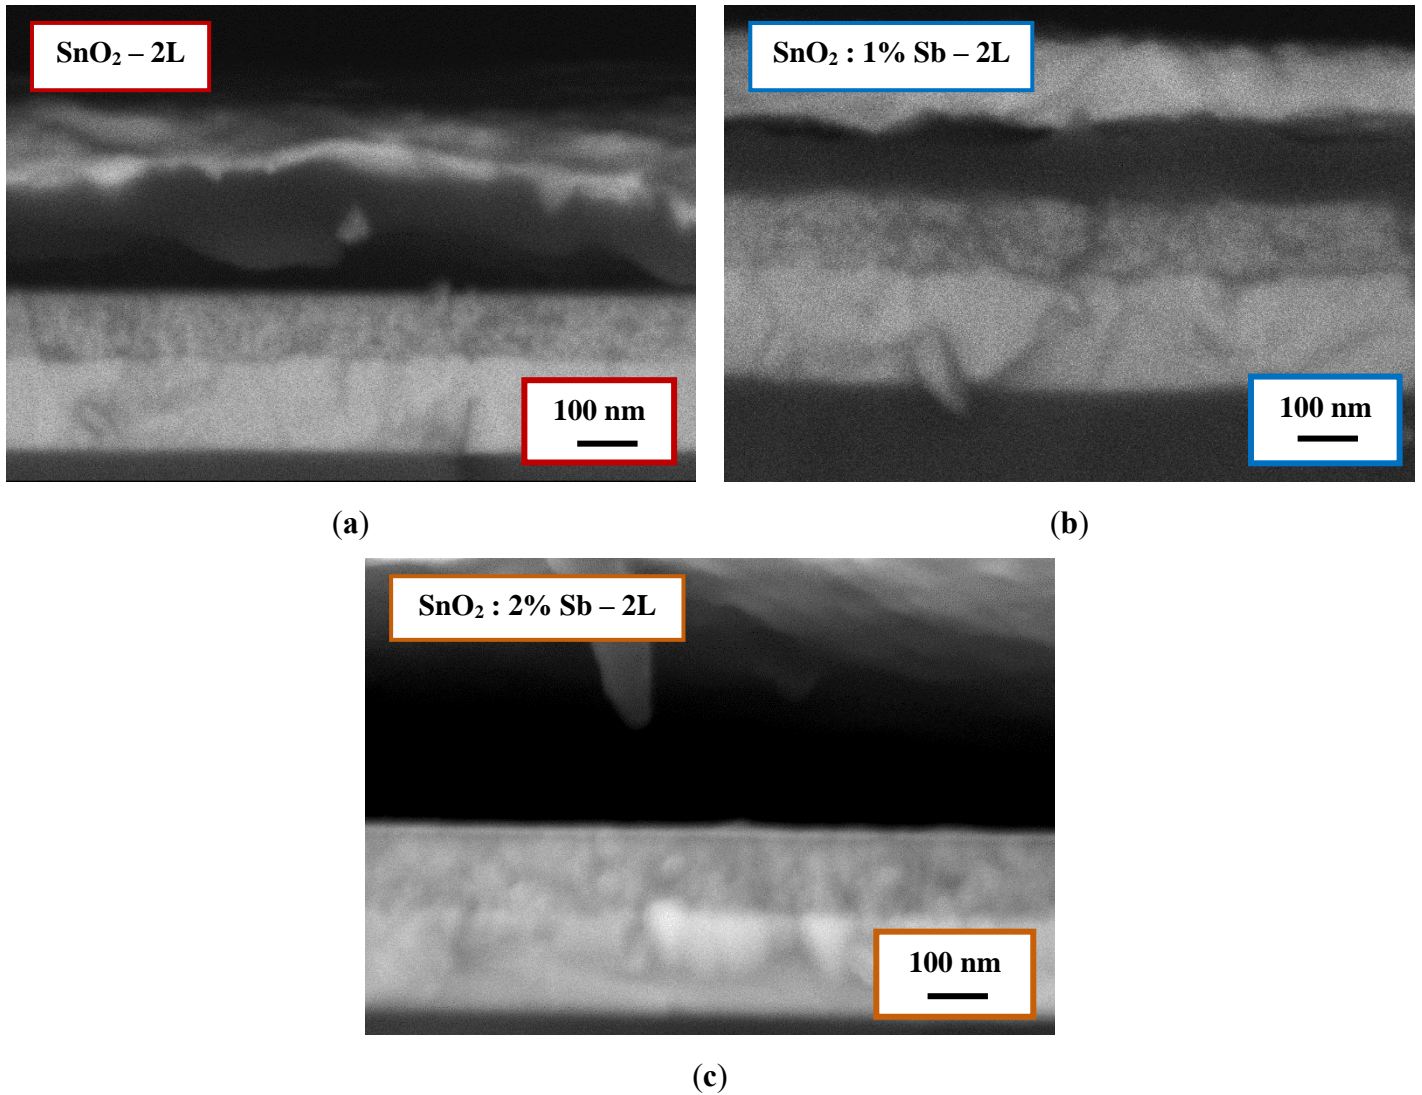 SnO₂ – 2L
SnO₂ : 1% Sb – 2L
100 nm
100 nm
(a)
(b)
SnO₂ : 2% Sb – 2L
100 nm
(c)